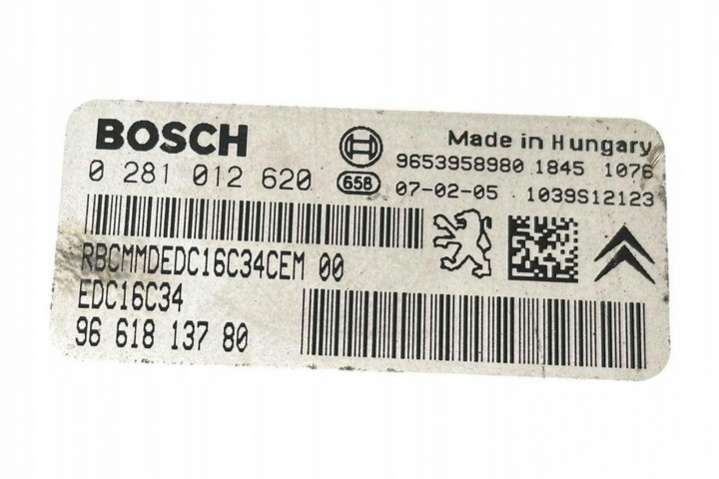 BOSCH
Made in Hungary
0 281 012 620
9653958980 1845 1076
658
07-02-05 1039S12123
RBCMMDEDC16C34CEM 00
EDC16C34
96 618 137 80